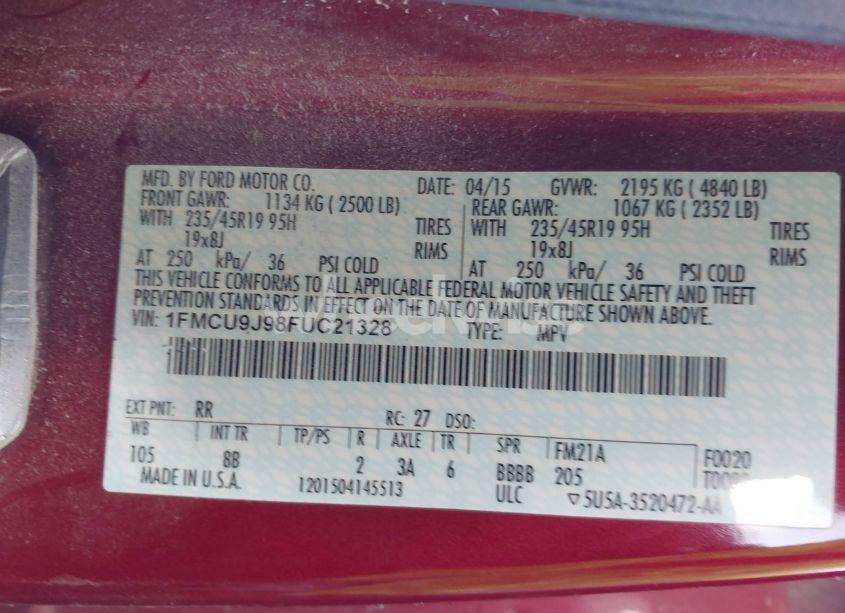 MFD. BY FORD MOTOR CO. DATE: 04/15 GVWR: 2195 KG ( 4840 LB)
FRONT GAWR: 1134 KG ( 2500 LB) REAR GAWR: 1067 KG ( 2352 LB)
WITH 235/45R19 95H TIRES WITH 235/45R19 95H TIRES
19x8J RIMS 19x8J RIMS
AT 250 kPa/ 36 PSI COLD AT 250 kPa/ 36 PSI COLD
THIS VEHICLE CONFORMS TO ALL APPLICABLE FEDERAL MOTOR VEHICLE SAFETY AND THEFT
PREVENTION STANDARDS IN EFFECT ON THE DATE OF MANUFACTURE SHOWN ABOVE.
VIN: 1FMCU9J98FUC21328 TYPE: MPV
EXT PNT: RR RC: 27 DSO:
WB INT TR TP/PS R AXLE TR SPR FM21A F0020
105 8B 2 3A 6 BBBB 205
MADE IN U.S.A. 1201504145513 ULC ▽5U5A-3520472-AA